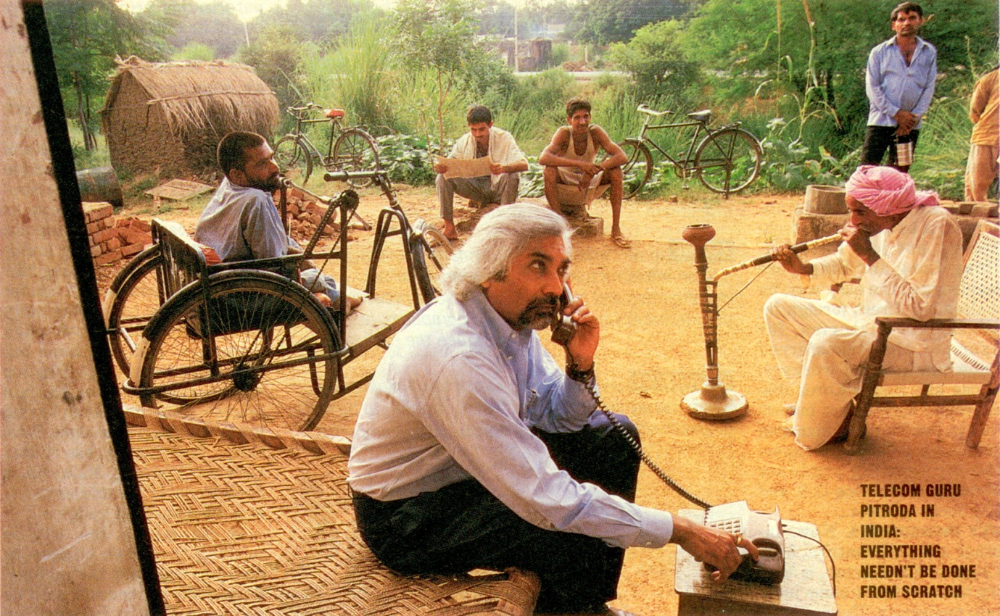 TELECOM GURU
PITRODA IN
INDIA:
EVERYTHING
NEEDN'T BE DONE
FROM SCRATCH